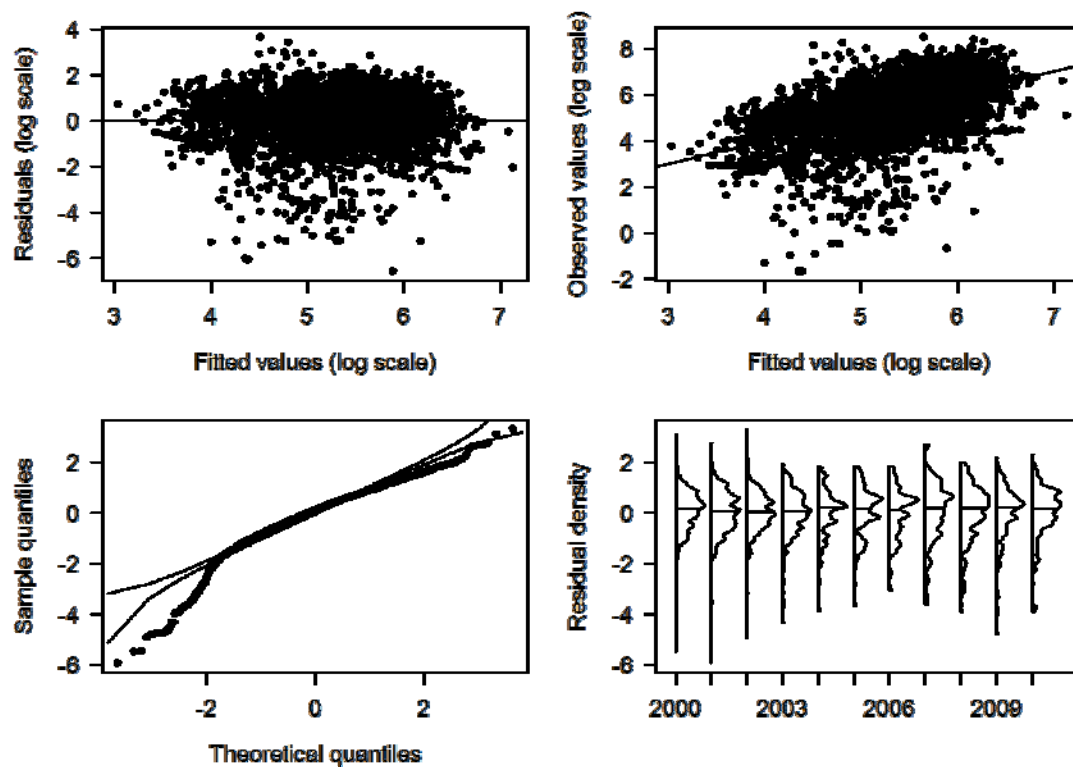 4
2
0
-2
-4
-6
Residuals (log scale)
3 4 5 6 7
Fitted values (log scale)
8
6
4
2
0
-2
Observed values (log scale)
3 4 5 6 7
Fitted values (log scale)
2
0
-2
-4
-6
Sample quantiles
-2 0 2
Theoretical quantiles
2
0
-2
-4
-6
Residual density
2000 2003 2006 2009